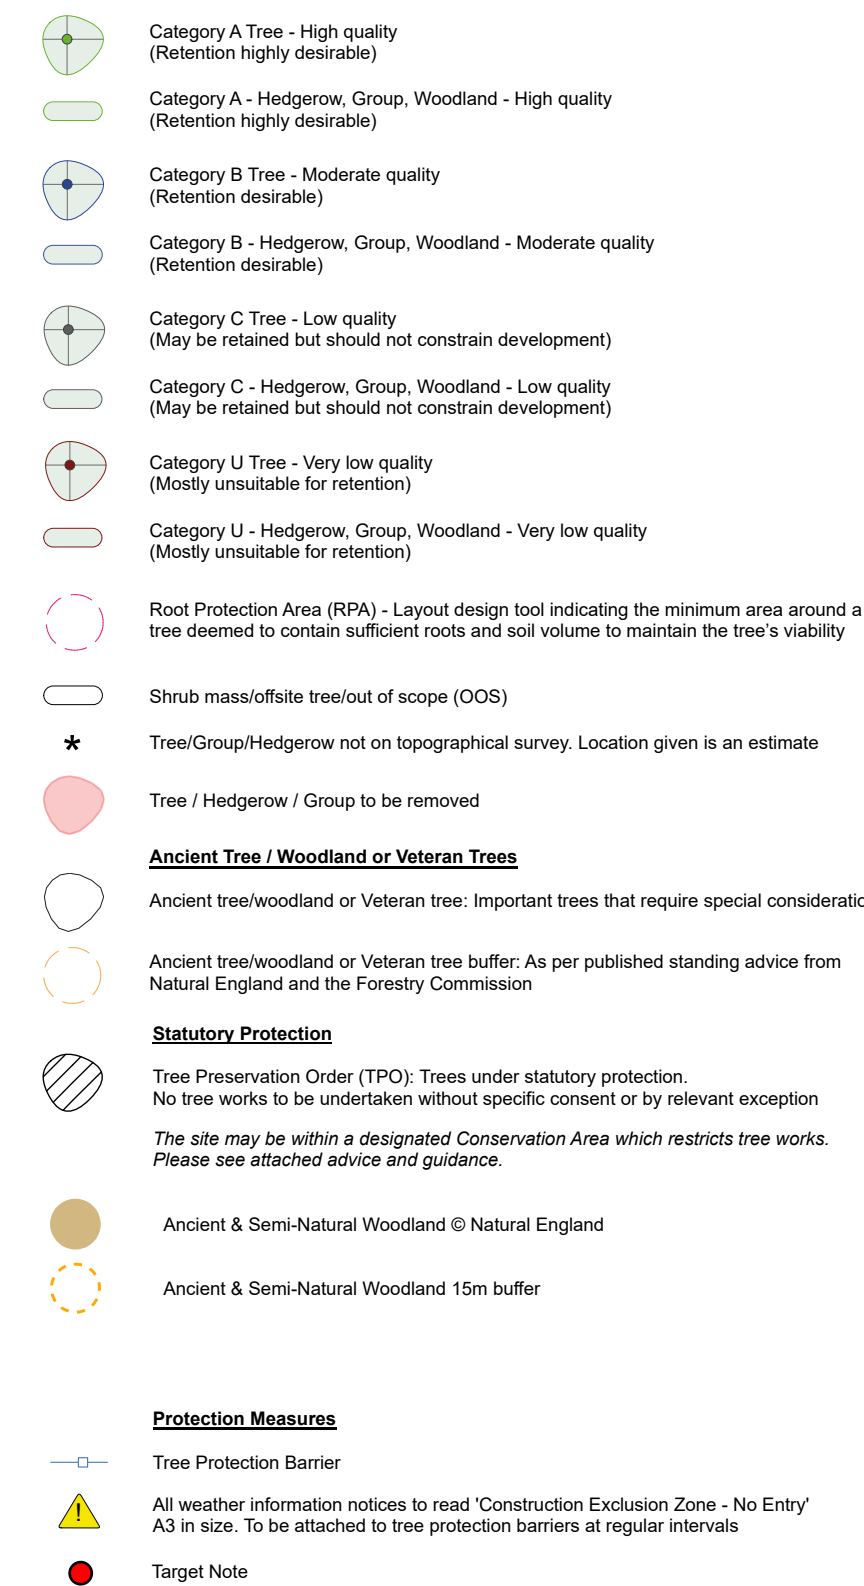 Category A Tree - High quality
(Retention highly desirable)
Category A - Hedgerow, Group, Woodland - High quality
(Retention highly desirable)
Category B Tree - Moderate quality
(Retention desirable)
Category B - Hedgerow, Group, Woodland - Moderate quality
(Retention desirable)
Category C Tree - Low quality
(May be retained but should not constrain development)
Category C - Hedgerow, Group, Woodland - Low quality
(May be retained but should not constrain development)
Category U Tree - Very low quality
(Mostly unsuitable for retention)
Category U - Hedgerow, Group, Woodland - Very low quality
(Mostly unsuitable for retention)
Root Protection Area (RPA) - Layout design tool indicating the minimum area around a
tree deemed to contain sufficient roots and soil volume to maintain the tree's viability
Shrub mass/offsite tree/out of scope (OOS)
* Tree/Group/Hedgerow not on topographical survey. Location given is an estimate
Tree / Hedgerow / Group to be removed
Ancient Tree / Woodland or Veteran Trees
Ancient tree/woodland or Veteran tree: Important trees that require special consideratio
Ancient tree/woodland or Veteran tree buffer: As per published standing advice from
Natural England and the Forestry Commission
Statutory Protection
Tree Preservation Order (TPO): Trees under statutory protection.
No tree works to be undertaken without specific consent or by relevant exception
The site may be within a designated Conservation Area which restricts tree works.
Please see attached advice and guidance.
Ancient & Semi-Natural Woodland © Natural England
Ancient & Semi-Natural Woodland 15m buffer
Protection Measures
Tree Protection Barrier
All weather information notices to read 'Construction Exclusion Zone - No Entry'
A3 in size. To be attached to tree protection barriers at regular intervals
Target Note